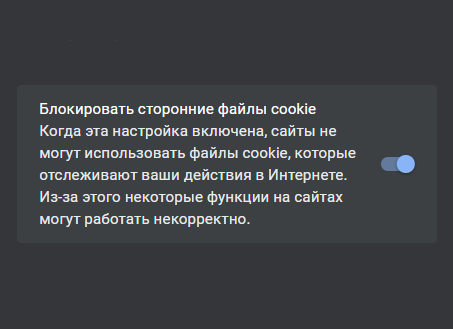 Блокировать сторонние файлы cookie
Когда эта настройка включена, сайты не
могут использовать файлы cookie, которые
отслеживают ваши действия в Интернете.
Из-за этого некоторые функции на сайтах
могут работать некорректно.